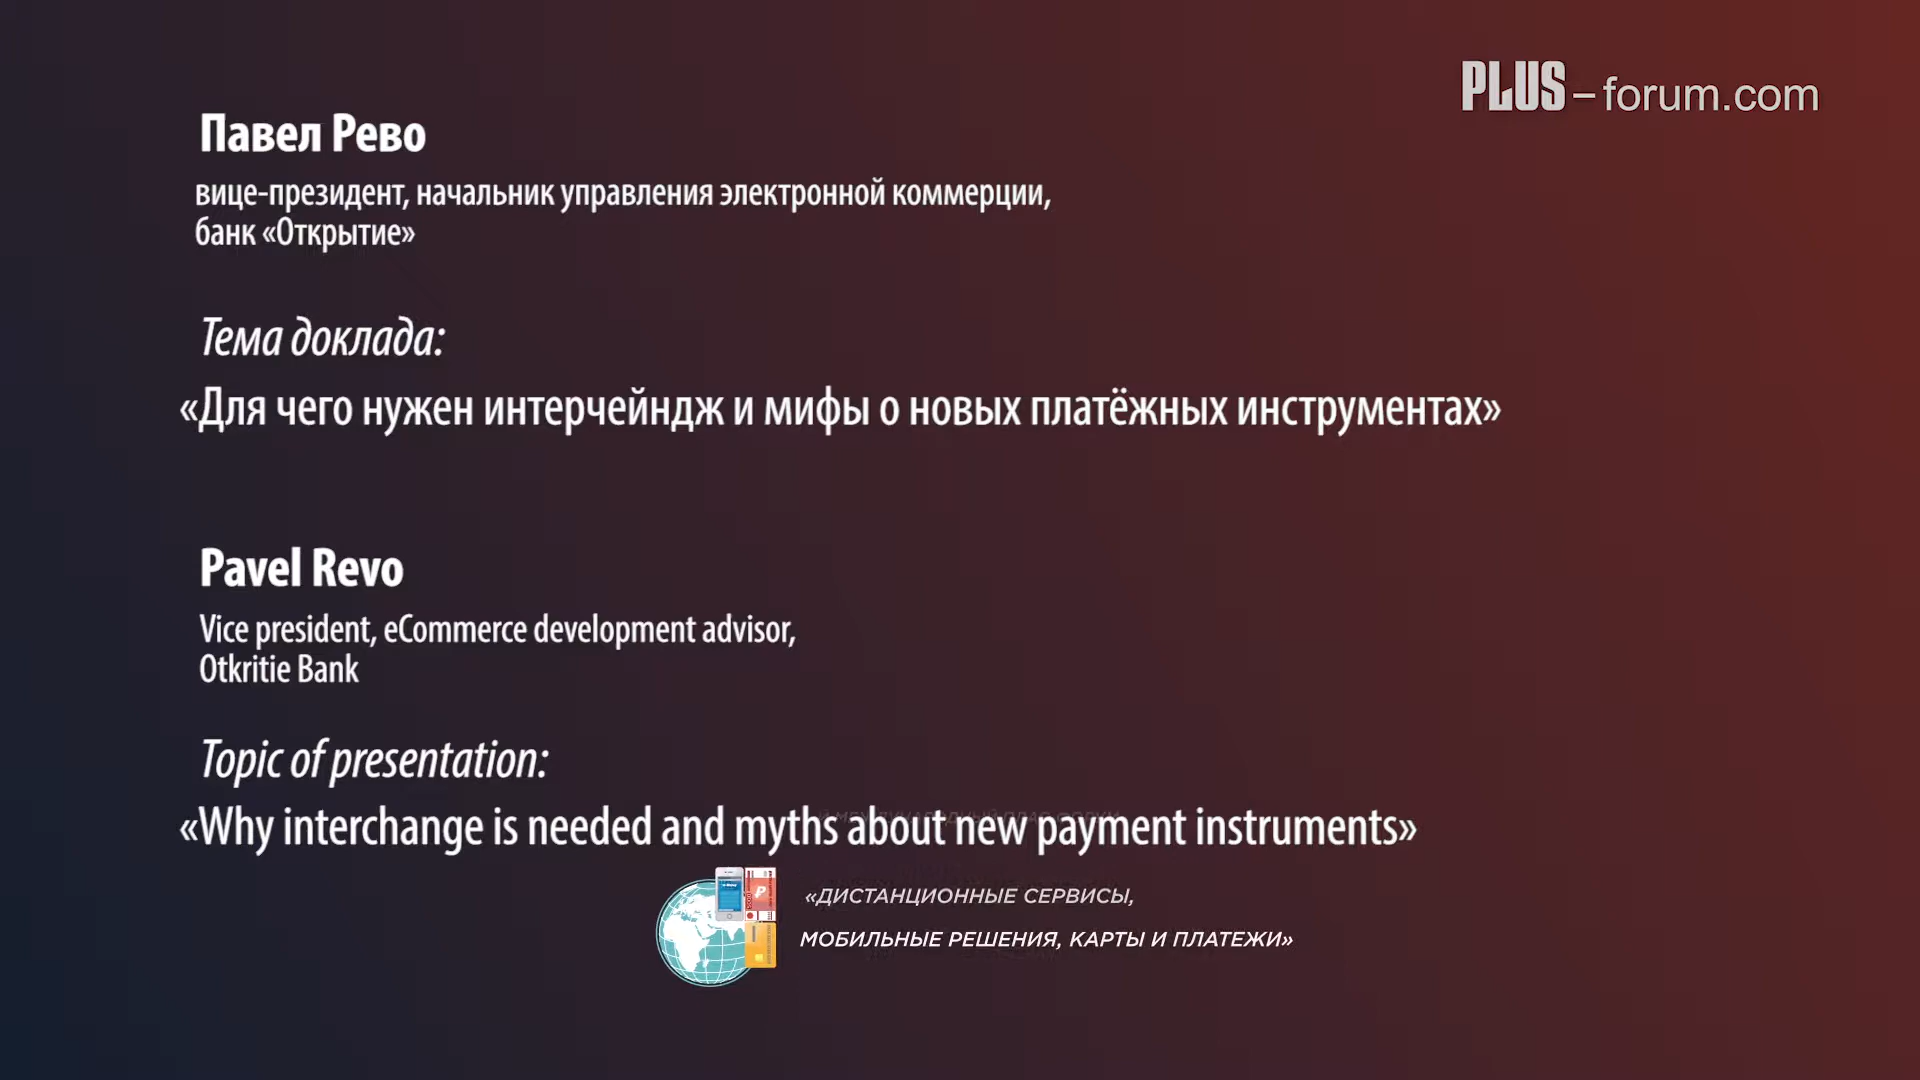 PLUS–forum.com
Павел Рево
вице-президент, начальник управления электронной коммерции,
банк «Открытие»
Тема доклада:
«Для чего нужен интерчейндж и мифы о новых платёжных инструментах»
Pavel Revo
Vice president, eCommerce development advisor,
Otkritie Bank
Topic of presentation:
«Why interchange is needed and myths about new payment instruments»
«ДИСТАНЦИОННЫЕ СЕРВИСЫ,
МОБИЛЬНЫЕ РЕШЕНИЯ, КАРТЫ И ПЛАТЕЖИ»